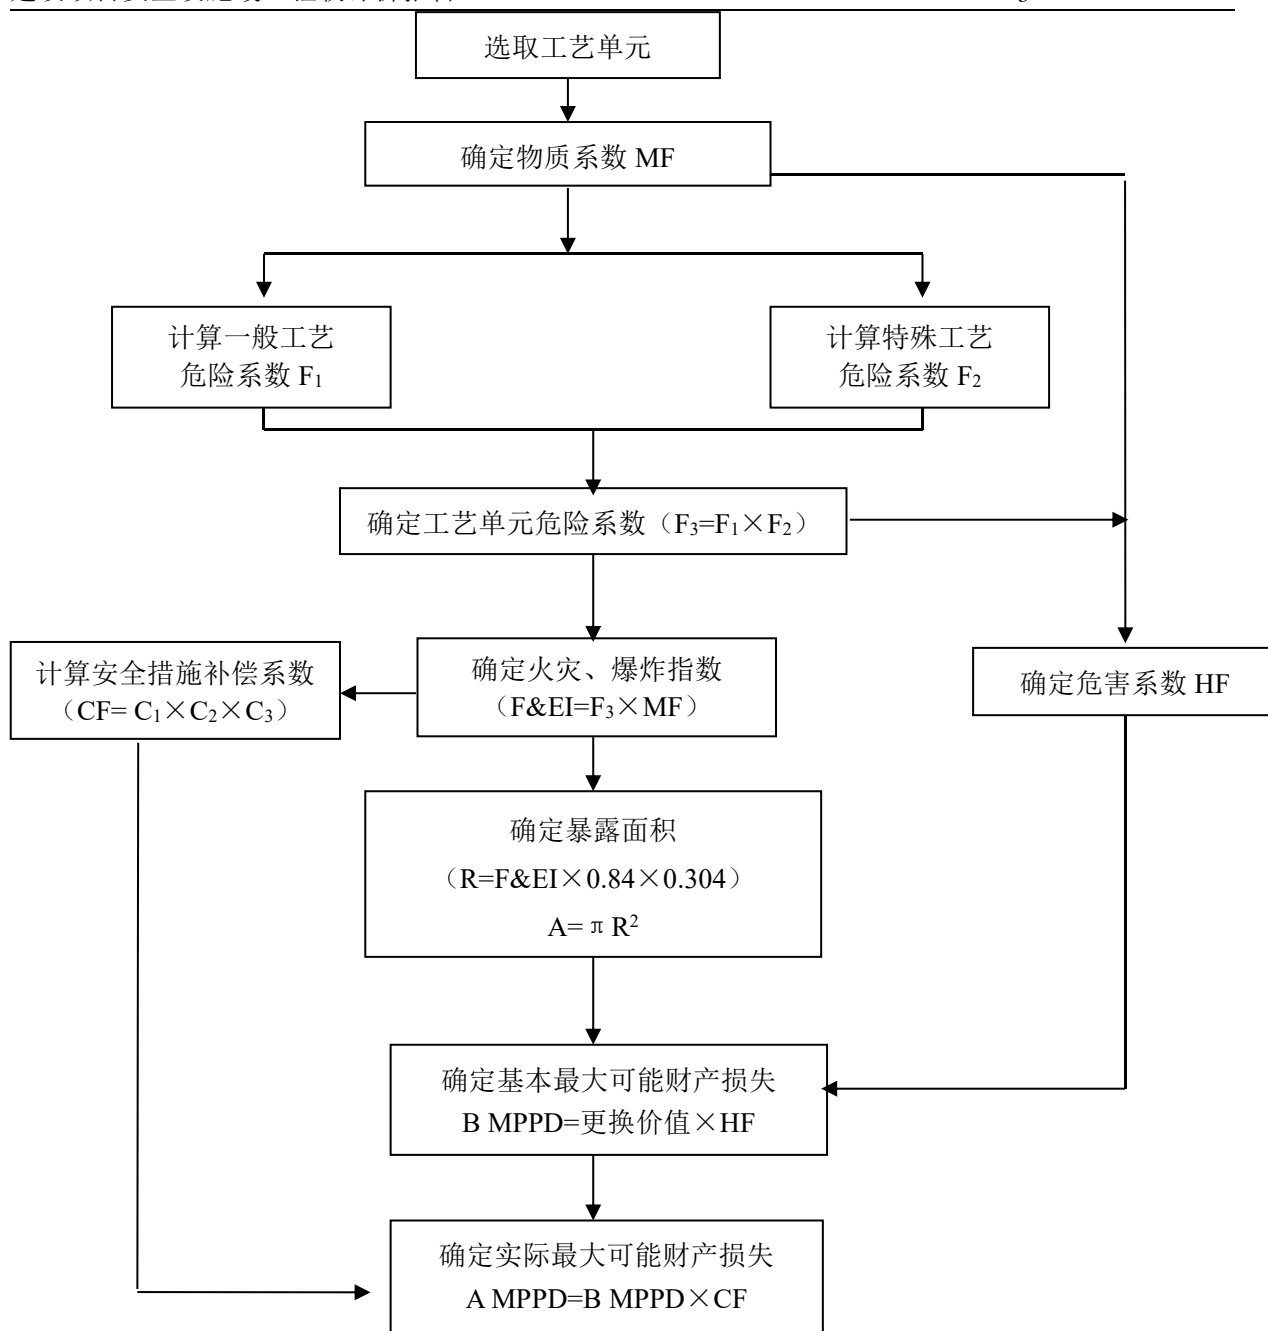 选取工艺单元
确定物质系数 MF
计算一般工艺
危险系数 F₁
计算特殊工艺
危险系数 F₂
确定工艺单元危险系数（F₃=F₁×F₂）
计算安全措施补偿系数
（CF= C₁×C₂×C₃）
确定火灾、爆炸指数
（F&EI=F₃×MF）
确定危害系数 HF
确定暴露面积
（R=F&EI×0.84×0.304）
A= π R²
确定基本最大可能财产损失
B MPPD=更换价值×HF
确定实际最大可能财产损失
A MPPD=B MPPD×CF